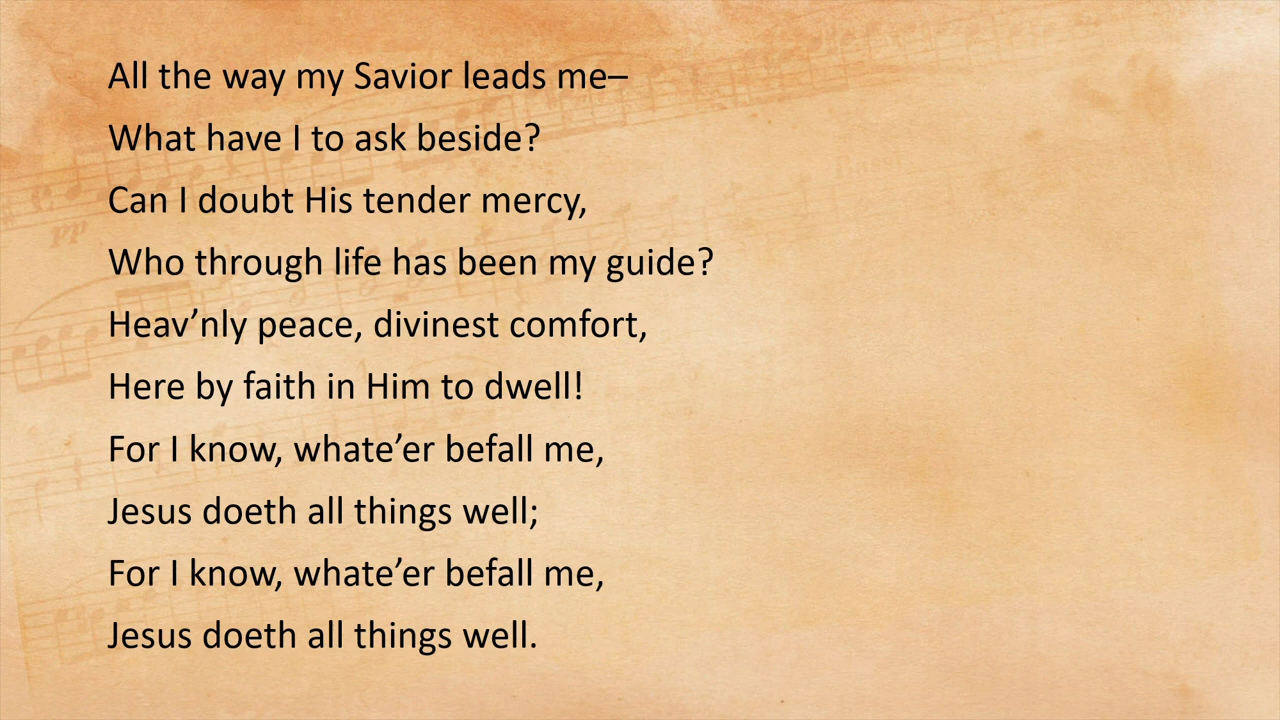 All the way my Savior leads me–
What have I to ask beside?
Can I doubt His tender mercy,
Who through life has been my guide?
Heav’nly peace, divinest comfort,
Here by faith in Him to dwell!
For I know, whate’er befall me,
Jesus doeth all things well;
For I know, whate’er befall me,
Jesus doeth all things well.
pp